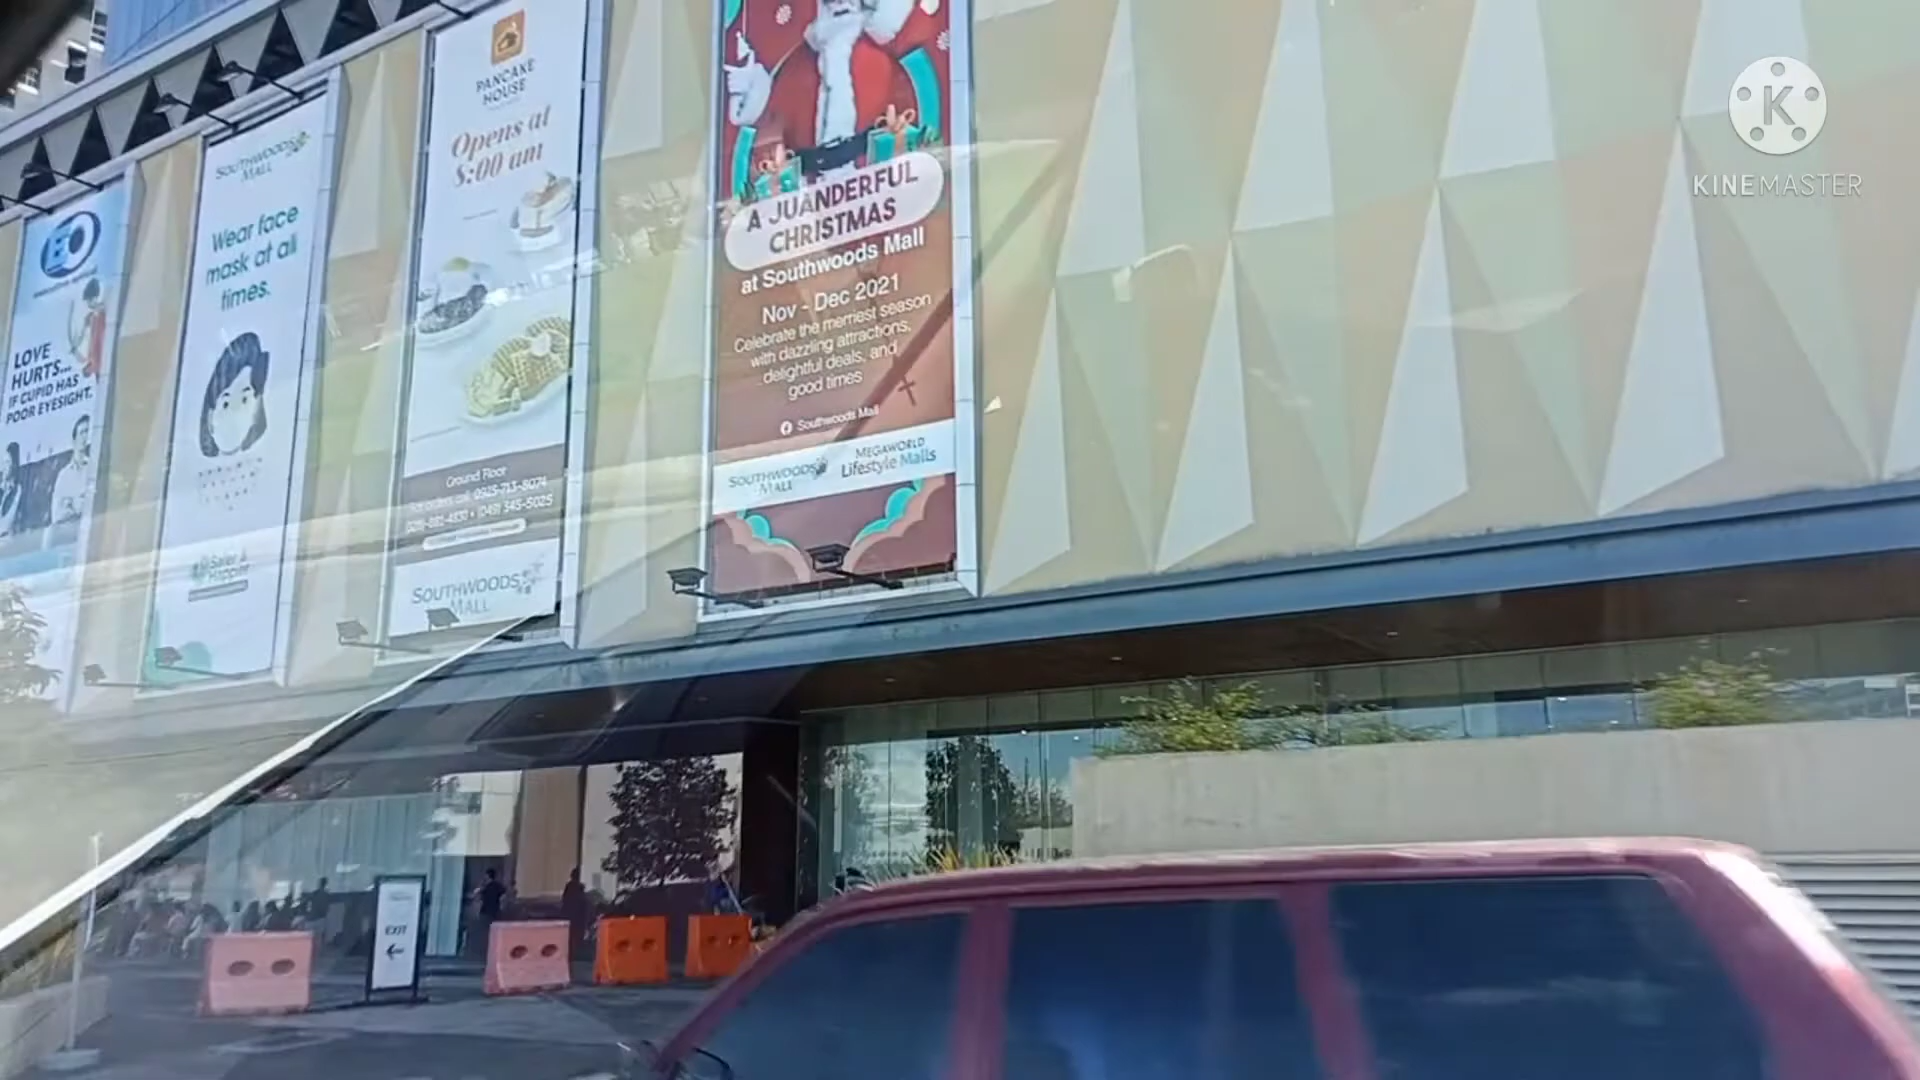 EO
LOVE
HURTS...
IF CUPID HAS
POOR EYESIGHT.
SOUTHWOODS
MALL
Wear face
mask at all
times.
Safer &
Happier
PANCAKE
HOUSE
Opens at
8:00 am
Ground Floor
SOUTHWOODS
MALL
A JUANDERFUL
CHRISTMAS
at Southwoods Mall
Nov - Dec 2021
Celebrate the merriest season
with dazzling attractions,
delightful deals, and
good times
Southwoods Mall
SOUTHWOODS
MALL
MEGAWORLD
Lifestyle Malls
EXIT
K
KINEMASTER